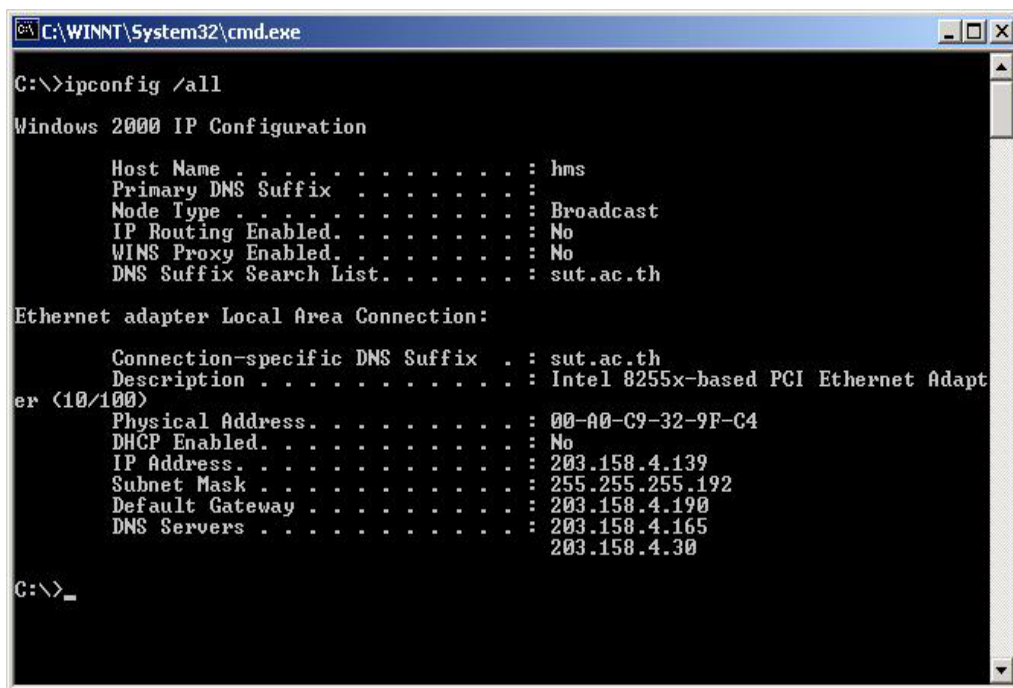 C:\WINNT\System32\cmd.exe
C:\>ipconfig /all
Windows 2000 IP Configuration
Host Name . . . . . . . . . . . . : hms
Primary DNS Suffix . . . . . . . :
Node Type . . . . . . . . . . . . : Broadcast
IP Routing Enabled. . . . . . . . : No
WINS Proxy Enabled. . . . . . . . : No
DNS Suffix Search List. . . . . . : sut.ac.th
Ethernet adapter Local Area Connection:
Connection-specific DNS Suffix . : sut.ac.th
Description . . . . . . . . . . . : Intel 8255x-based PCI Ethernet Adapt
er (10/100)
Physical Address. . . . . . . . . : 00-A0-C9-32-9F-C4
DHCP Enabled. . . . . . . . . . . : No
IP Address. . . . . . . . . . . . : 203.158.4.139
Subnet Mask . . . . . . . . . . . : 255.255.255.192
Default Gateway . . . . . . . . . : 203.158.4.190
DNS Servers . . . . . . . . . . . : 203.158.4.165
203.158.4.30
C:\>_